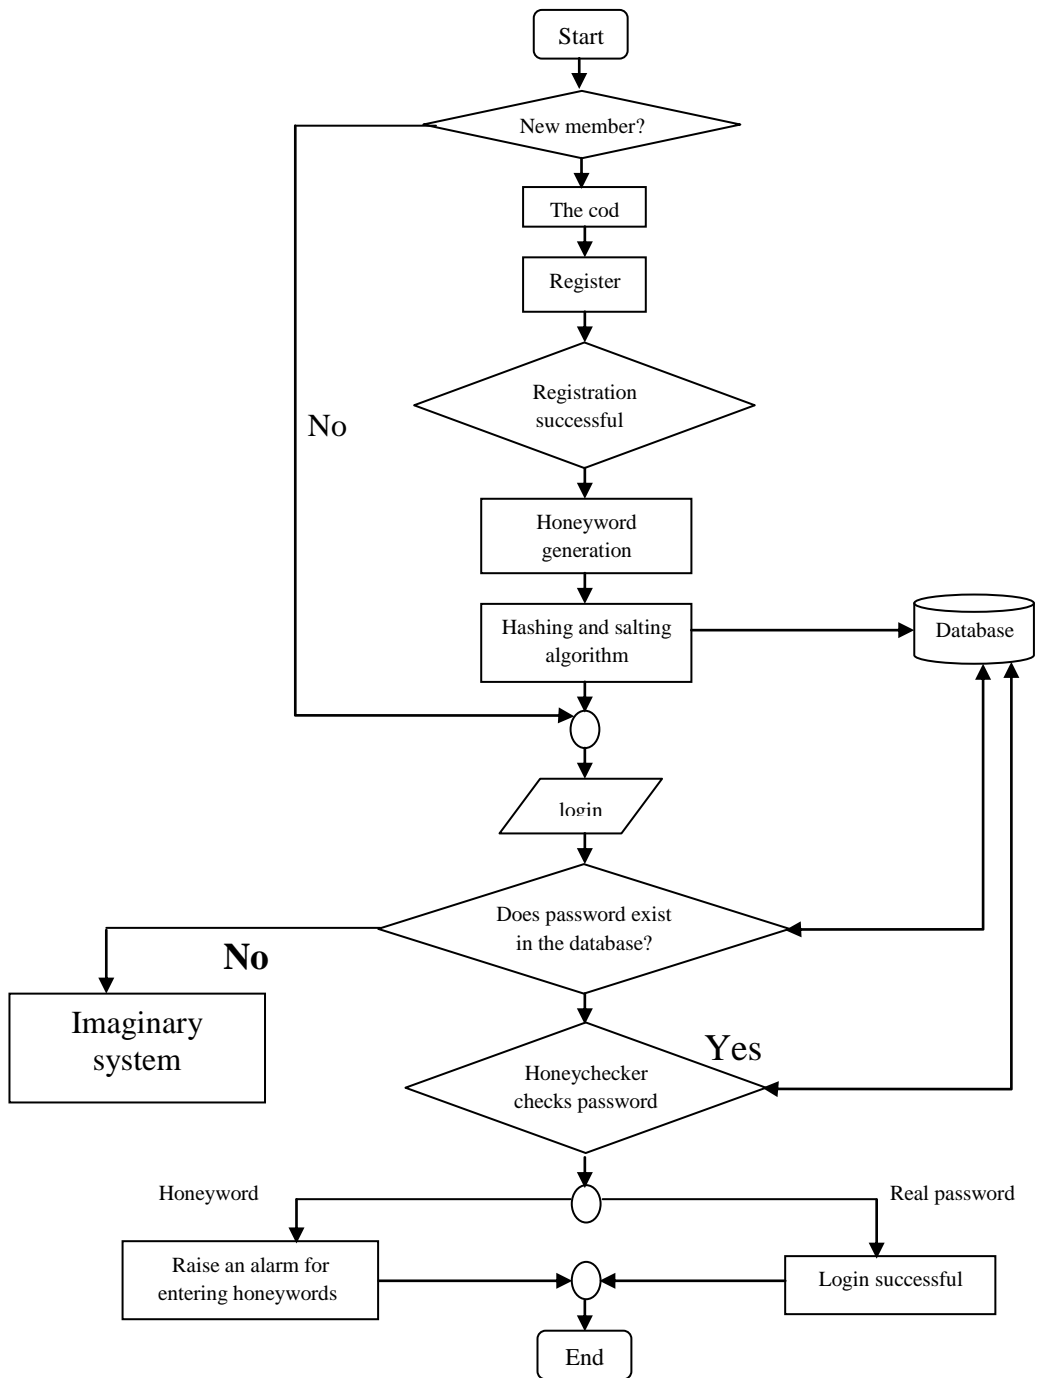 Start
New member?
The cod
Register
Registration
successful
No
Honeyword
generation
Hashing and salting
algorithm
Database
login
Does password exist
in the database?
No
Imaginary
system
Yes
Honeychecker
checks password
Honeyword
Real password
Raise an alarm for
entering honeywords
Login successful
End